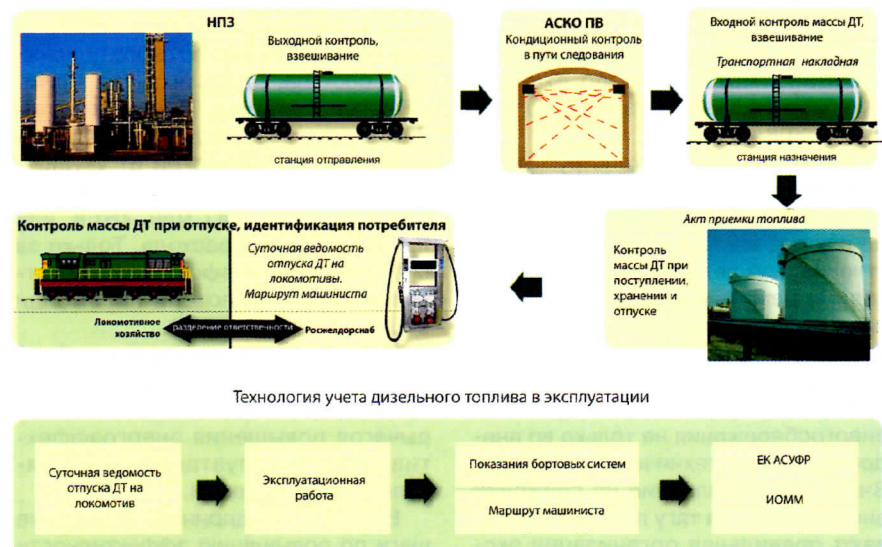 НПЗ
Выходной контроль,
взвешивание
станция отправления
АСКО ПВ
Кондиционный контроль
в пути следования
Входной контроль массы ДТ,
взвешивание
Транспортная накладная
станция назначения
Акт приемки топлива
Контроль
массы ДТ при
поступлении,
хранении и
отпуске
Контроль массы ДТ при отпуске, идентификация потребителя
Суточная ведомость
отпуска ДТ на
локомотивы.
Маршрут машиниста
Локомотивное
хозяйство
разделение ответственности
Росжелдорснаб
Технология учета дизельного топлива в эксплуатации
Суточная ведомость
отпуска ДТ на
локомотив
Эксплуатационная
работа
Показания бортовых систем
Маршрут машиниста
ЕК АСУФР
ИОММ